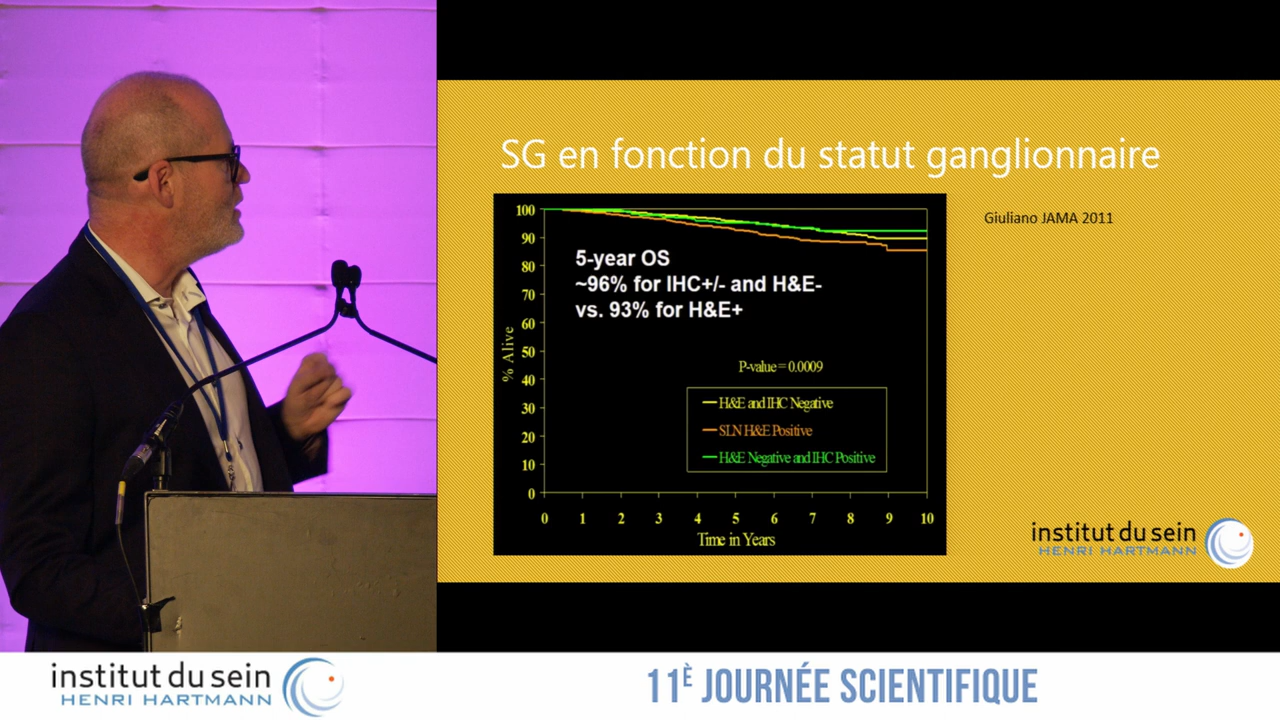 SG en fonction du statut ganglionnaire
Giuliano JAMA 2011
100
90
80
70
60
50
40
30
20
10
0
% Alive
5-year OS
~96% for IHC+/- and H&E-
vs. 93% for H&E+
P-value = 0.0009
H&E and IHC Negative
SLN H&E Positive
H&E Negative and IHC Positive
0 1 2 3 4 5 6 7 8 9 10
Time in Years
institut du sein
HENRI HARTMANN
institut du sein
HENRI HARTMANN
11È JOURNÉE SCIENTIFIQUE